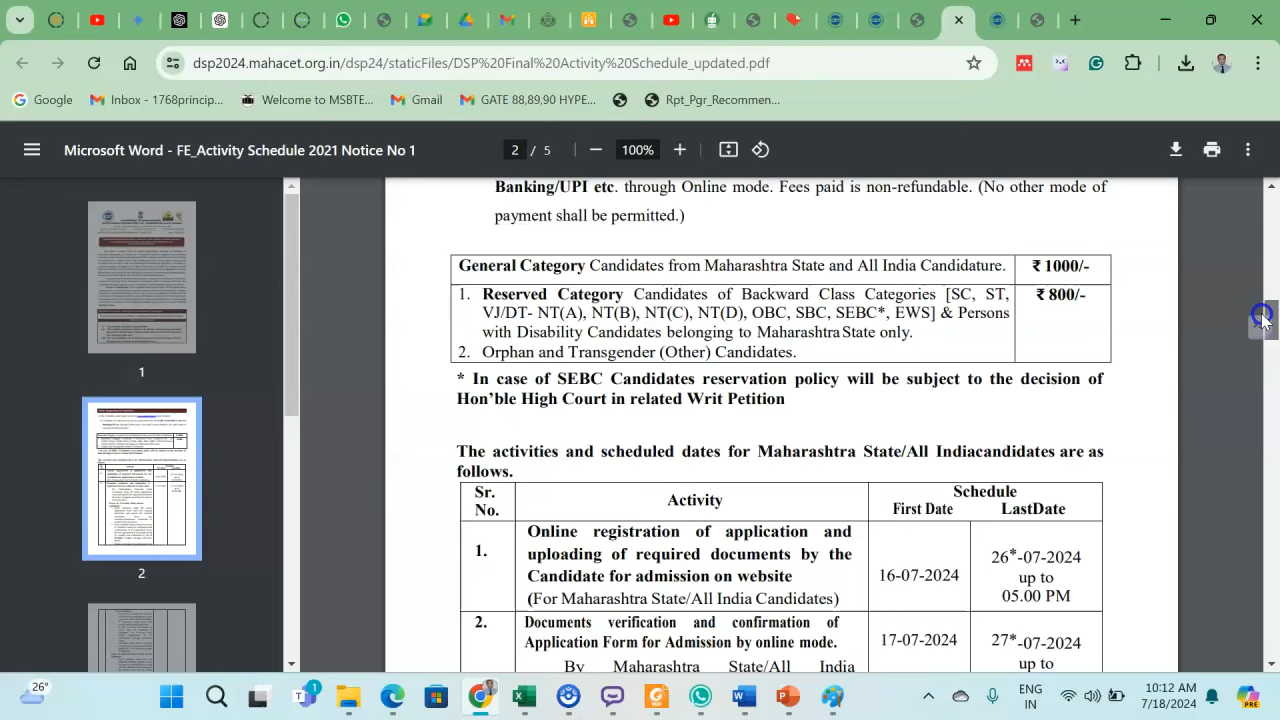 dsp2024.mahacet.org.in/dsp24/staticFiles/DSP%20Final%20Activity%20Schedule_updated.pdf
Google
Inbox - 1768princip...
Welcome to MSBTE...
Gmail
GATE 88,89,90 HYPE...
Rpt_Pgr_Recommen...
Microsoft Word - FE_Activity Schedule 2021 Notice No 1
2 / 5
100%
Banking/UPI etc. through Online mode. Fees paid is non-refundable. (No other mode of
payment shall be permitted.)
General Category Candidates from Maharashtra State and All India Candidature.
₹ 1000/-
1. Reserved Category Candidates of Backward Class Categories [SC, ST,
VJ/DT- NT(A), NT(B), NT(C), NT(D), OBC, SBC, SEBC*, EWS] & Persons
with Disability Candidates belonging to Maharashtra State only.
2. Orphan and Transgender (Other) Candidates.
₹ 800/-
* In case of SEBC Candidates reservation policy will be subject to the decision of
Hon’ble High Court in related Writ Petition
The activities and scheduled dates for Maharashtra State/All Indiacandidates are as
follows.
Sr.
No.
Activity
Schedule
First Date
LastDate
1.
Online registration of application and
uploading of required documents by the
Candidate for admission on website
(For Maharashtra State/All India Candidates)
16-07-2024
26*-07-2024
up to
05.00 PM
2.
Documents verification and confirmation of
Application Form for Admission by online mode.
By Maharashtra State/All India
17-07-2024
27*-07-2024
up to
1
2
26°
1
ENG
IN
10:12 AM
7/18/2024
PRE